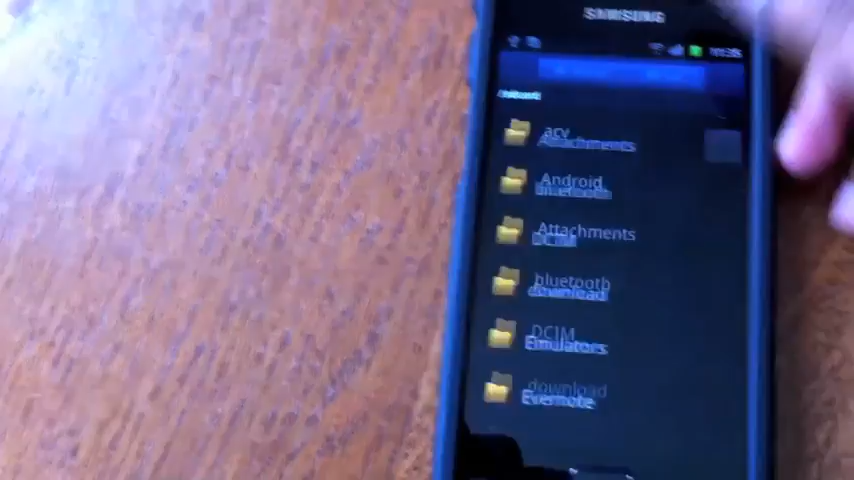 SAMSUNG
acv
Attachments
Android
bluetooth
Attachments
DCIM
bluetooth
download
DCIM
Emulators
download
Evernote